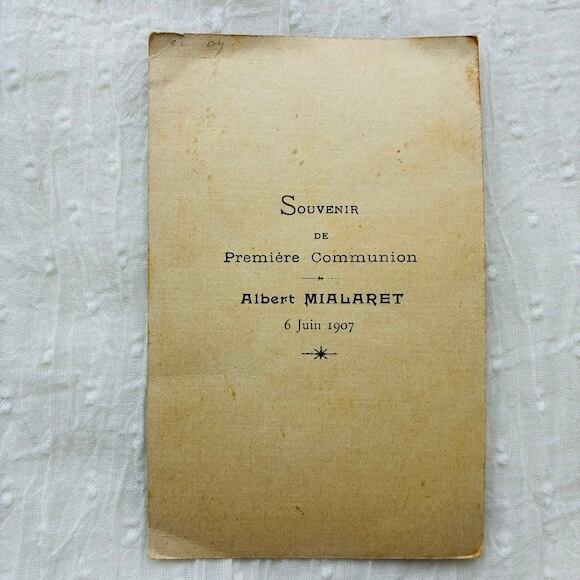 Souvenir
de
Première Communion
Albert MIALARET
6 Juin 1907